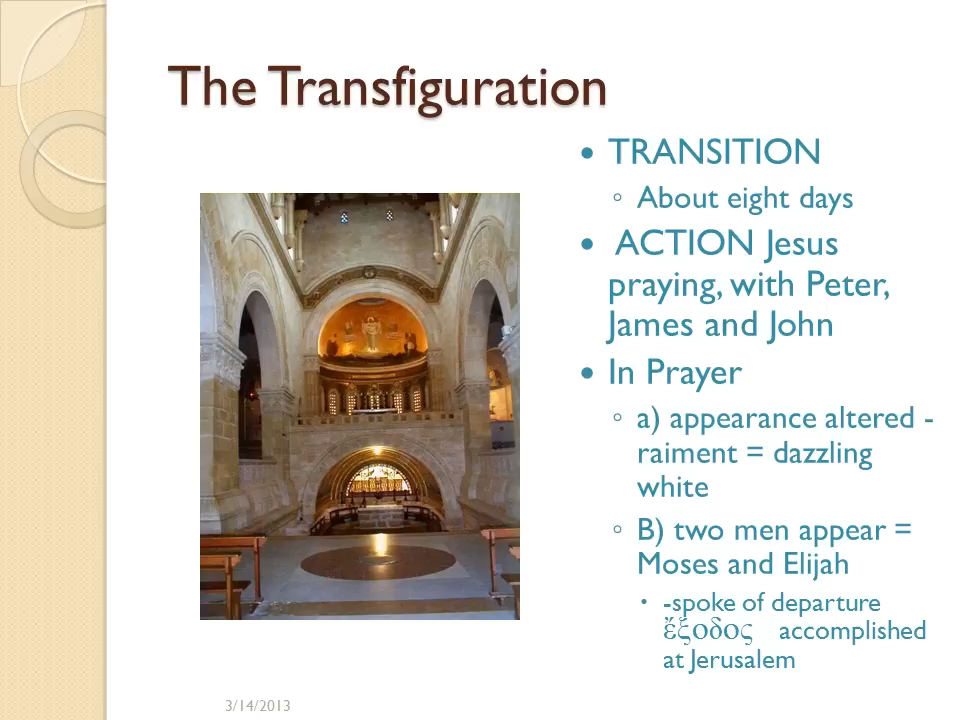 The Transfiguration
• TRANSITION
◦ About eight days
• ACTION Jesus
praying, with Peter,
James and John
• In Prayer
◦ a) appearance altered -
raiment = dazzling
white
◦ B) two men appear =
Moses and Elijah
▪ -spoke of departure
ἔξοδος accomplished
at Jerusalem
3/14/2013